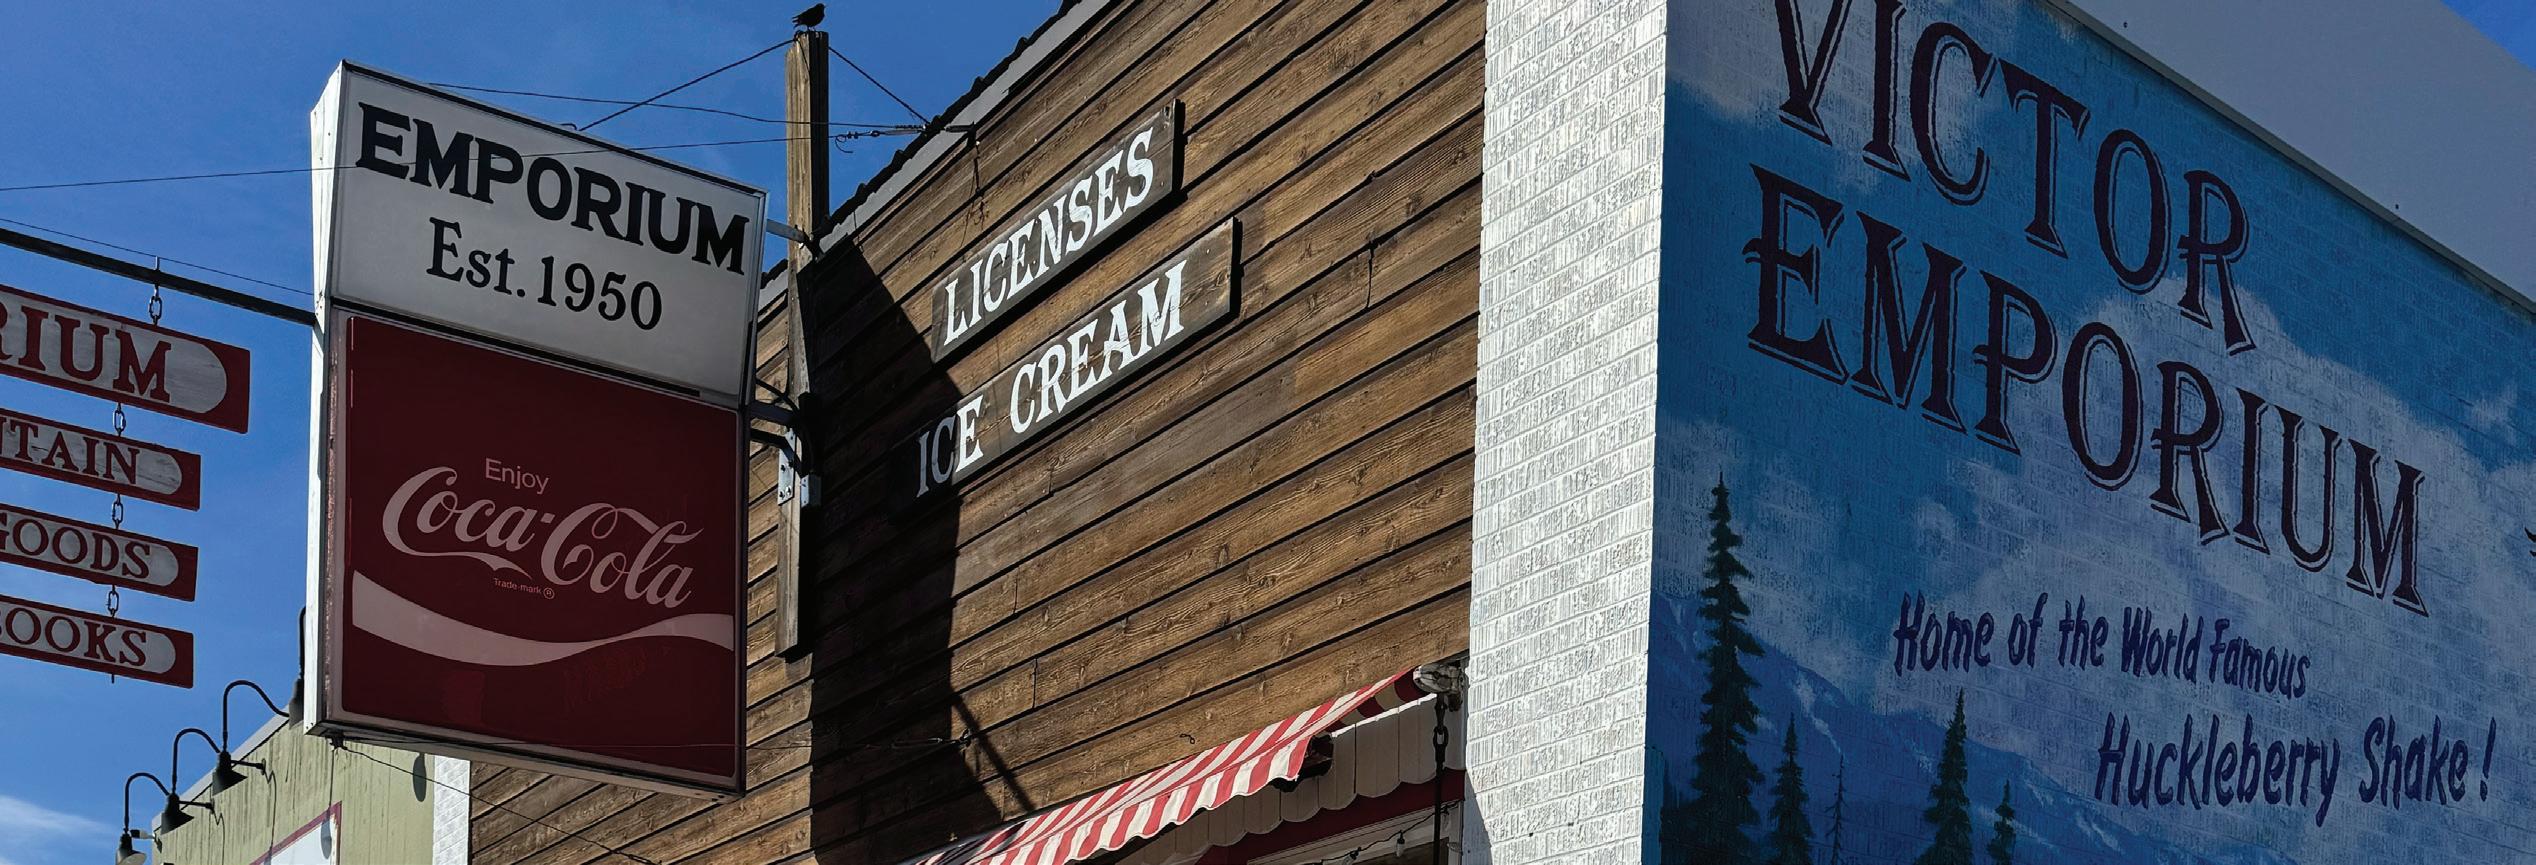 EMPORIUM
Est. 1950
Enjoy
Coca-Cola
Trade-mark ®
RIUM
NTAIN
GOODS
BOOKS
LICENSES
ICE CREAM
VICTOR
EMPORIUM
Home of the World Famous
Huckleberry Shake!